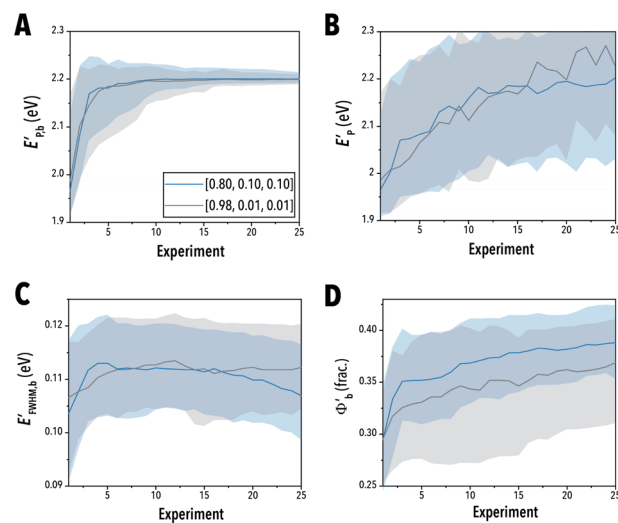 A
E′P,b (eV)
2.3
2.2
2.1
2.0
1.9
[0.80, 0.10, 0.10]
[0.98, 0.01, 0.01]
5 10 15 20 25
Experiment
B
E′P (eV)
2.3
2.2
2.1
2
1.9
5 10 15 20 25
Experiment
C
E′FWHM,b (eV)
0.12
0.11
0.10
0.09
5 10 15 20 25
Experiment
D
Φ′b (frac.)
0.40
0.35
0.30
0.25
5 10 15 20 25
Experiment